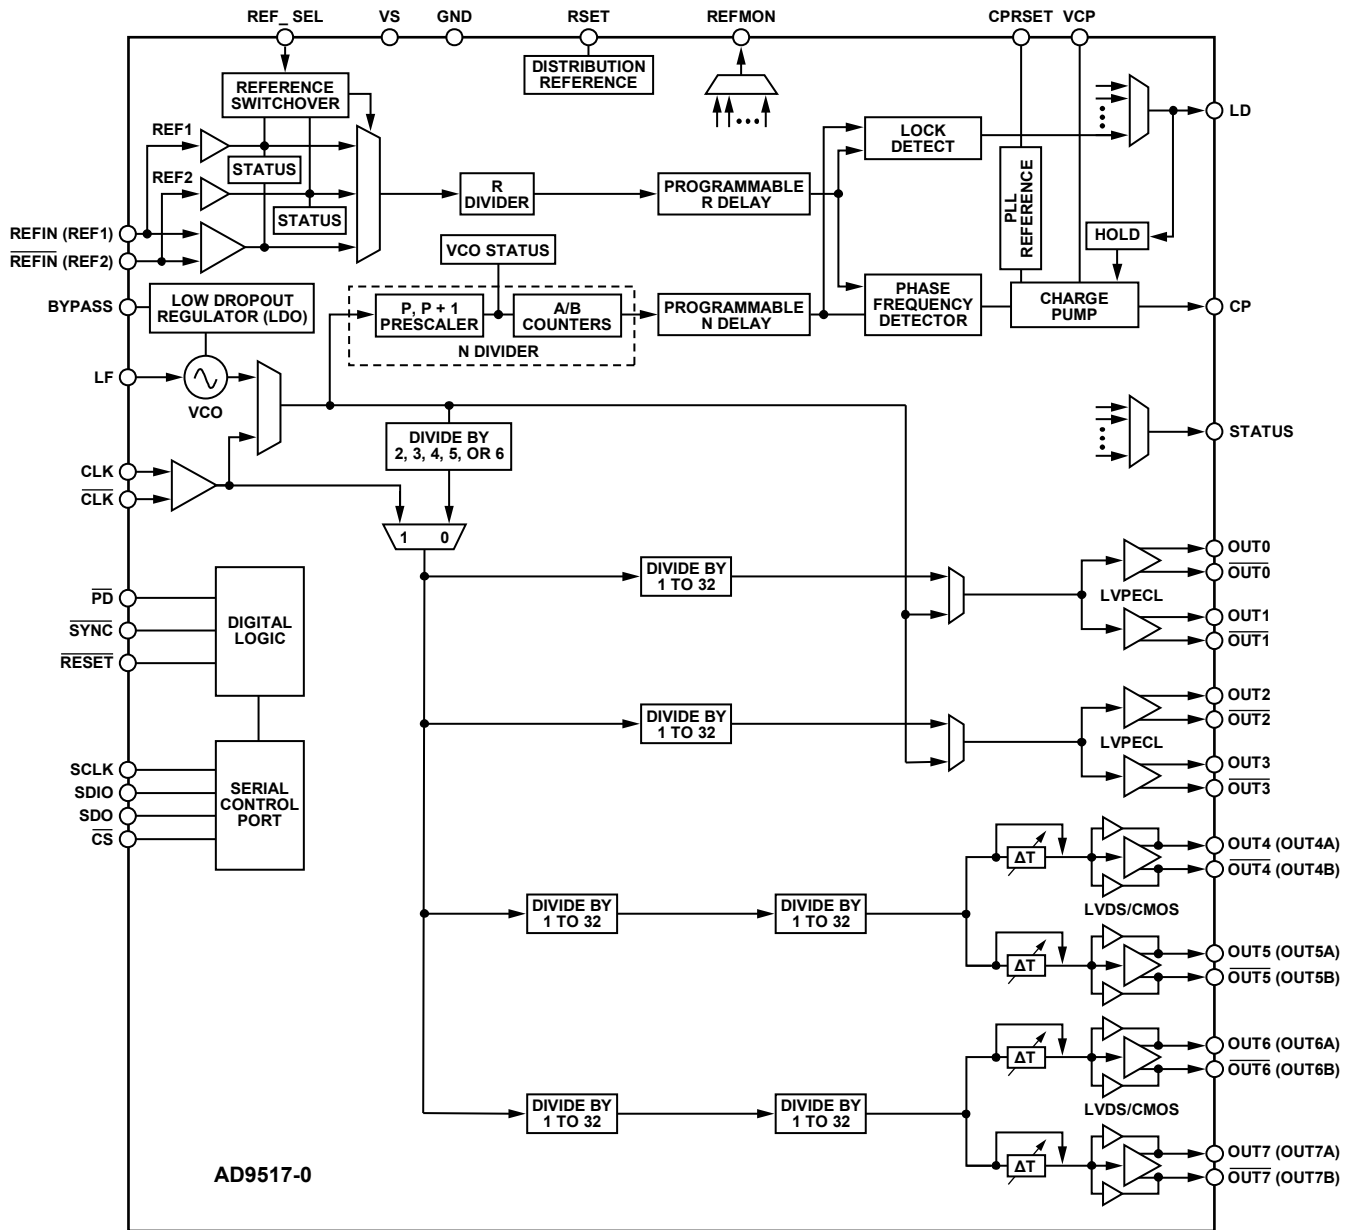 REF_ SEL
VS
GND
RSET
REFMON
CPRSET
VCP
DISTRIBUTION
REFERENCE
REFERENCE
SWITCHOVER
REF1
STATUS
REF2
STATUS
REFIN (REF1)
REFIN (REF2)
BYPASS
LF
R
DIVIDER
PROGRAMMABLE
R DELAY
LOCK
DETECT
PLL
REFERENCE
LD
HOLD
VCO STATUS
LOW DROPOUT
REGULATOR (LDO)
P, P + 1
PRESCALER
A/B
COUNTERS
N DIVIDER
PROGRAMMABLE
N DELAY
PHASE
FREQUENCY
DETECTOR
CHARGE
PUMP
CP
VCO
STATUS
CLK
CLK
DIVIDE BY
2, 3, 4, 5, OR 6
1 0
PD
SYNC
RESET
DIGITAL
LOGIC
SCLK
SDIO
SDO
CS
SERIAL
CONTROL
PORT
DIVIDE BY
1 TO 32
LVPECL
OUT0
OUT0
OUT1
OUT1
DIVIDE BY
1 TO 32
LVPECL
OUT2
OUT2
OUT3
OUT3
DIVIDE BY
1 TO 32
DIVIDE BY
1 TO 32
ΔT
ΔT
LVDS/CMOS
OUT4 (OUT4A)
OUT4 (OUT4B)
OUT5 (OUT5A)
OUT5 (OUT5B)
DIVIDE BY
1 TO 32
DIVIDE BY
1 TO 32
ΔT
ΔT
LVDS/CMOS
OUT6 (OUT6A)
OUT6 (OUT6B)
OUT7 (OUT7A)
OUT7 (OUT7B)
AD9517-0